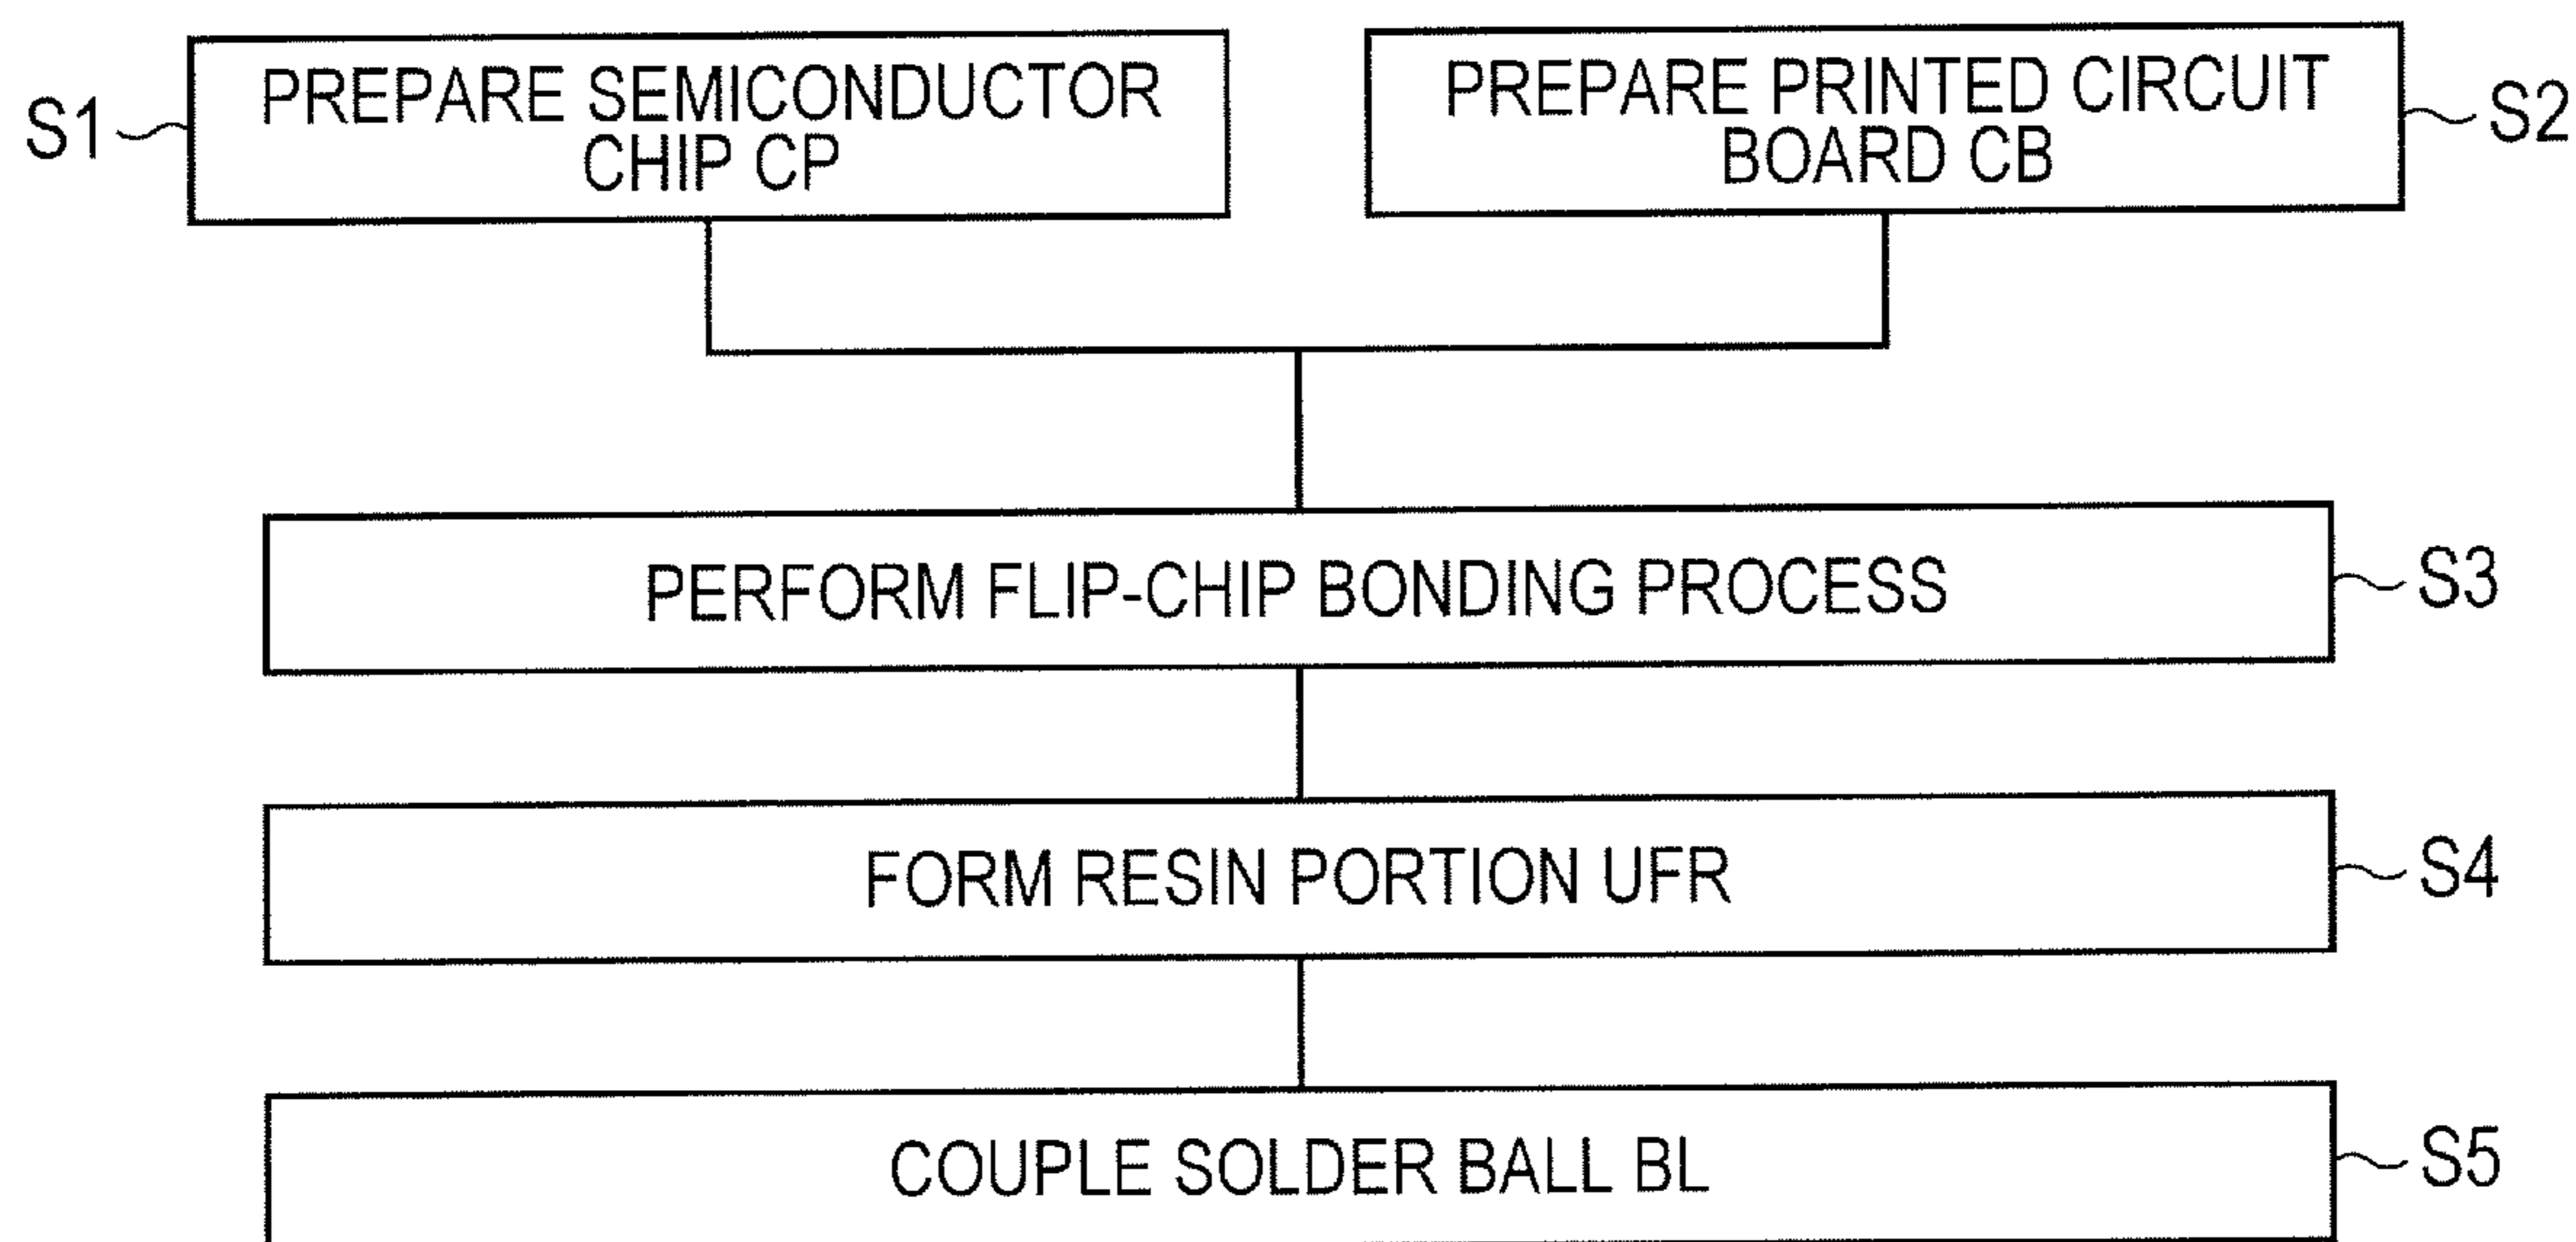 S1
PREPARE SEMICONDUCTOR
CHIP CP
PREPARE PRINTED CIRCUIT
BOARD CB
S2
PERFORM FLIP-CHIP BONDING PROCESS
S3
FORM RESIN PORTION UFR
S4
COUPLE SOLDER BALL BL
S5